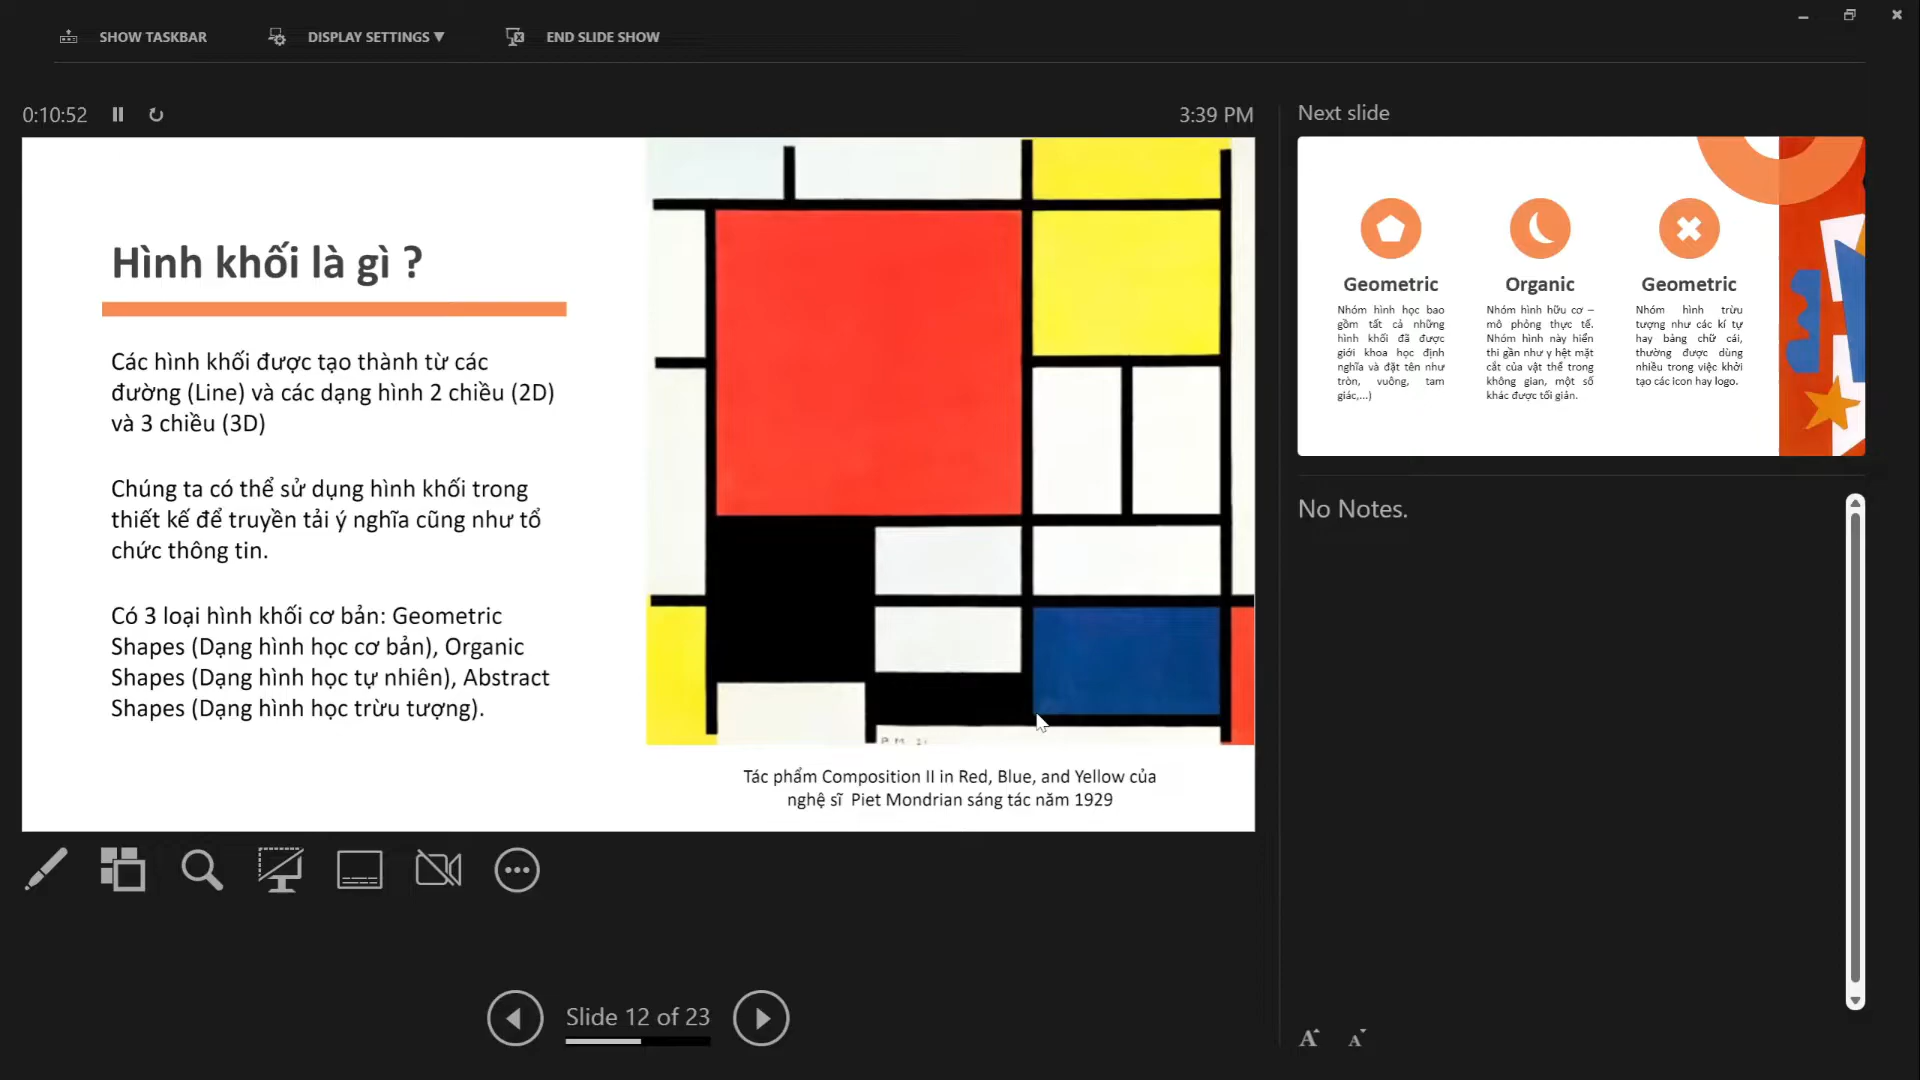 SHOW TASKBAR
DISPLAY SETTINGS ▼
END SLIDE SHOW
0:10:52
3:39 PM
Hình khối là gì ?
Các hình khối được tạo thành từ các
đường (Line) và các dạng hình 2 chiều (2D)
và 3 chiều (3D)
Chúng ta có thể sử dụng hình khối trong
thiết kế để truyền tải ý nghĩa cũng như tổ
chức thông tin.
Có 3 loại hình khối cơ bản: Geometric
Shapes (Dạng hình học cơ bản), Organic
Shapes (Dạng hình học tự nhiên), Abstract
Shapes (Dạng hình học trừu tượng).
Tác phẩm Composition II in Red, Blue, and Yellow của
nghệ sĩ Piet Mondrian sáng tác năm 1929
Slide 12 of 23
Next slide
Geometric
Nhóm hình học bao
gồm tất cả những
hình khối đã được
giới khoa học định
nghĩa và đặt tên như
tròn, vuông, tam
giác,...)
Organic
Nhóm hình hữu cơ –
mô phỏng thực tế.
Nhóm hình này hiển
thị gần như y hệt mặt
cắt của vật thể trong
không gian, một số
khác được tối giản.
Geometric
Nhóm hình trừu
tượng như các kí tự
hay bảng chữ cái,
thường được dùng
nhiều trong việc khởi
tạo các icon hay logo.
No Notes.
A A